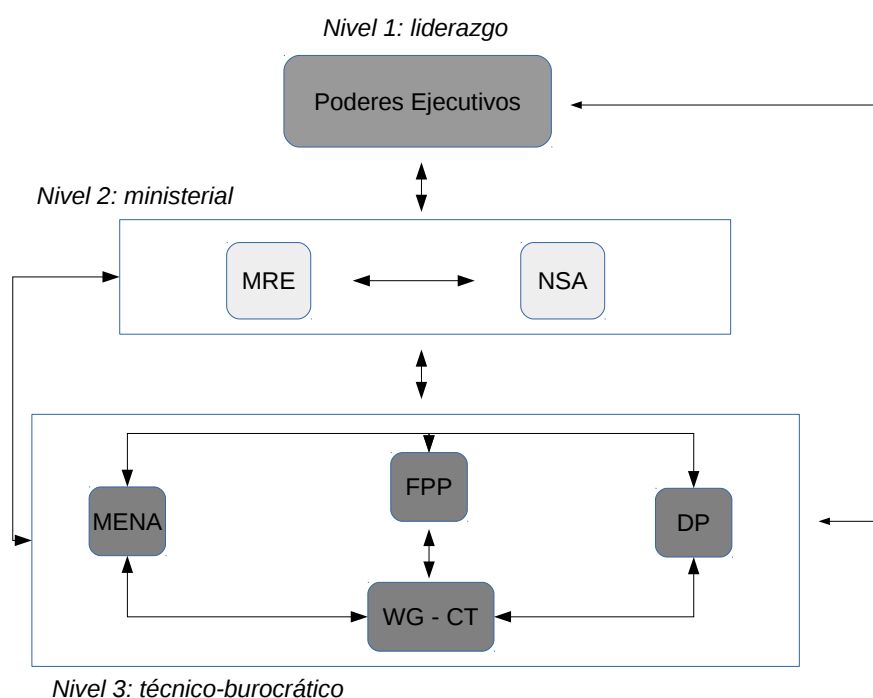 Nivel 1: liderazgo
Poderes Ejecutivos
Nivel 2: ministerial
MRE
NSA
FPP
MENA
DP
WG - CT
Nivel 3: técnico-burocrático